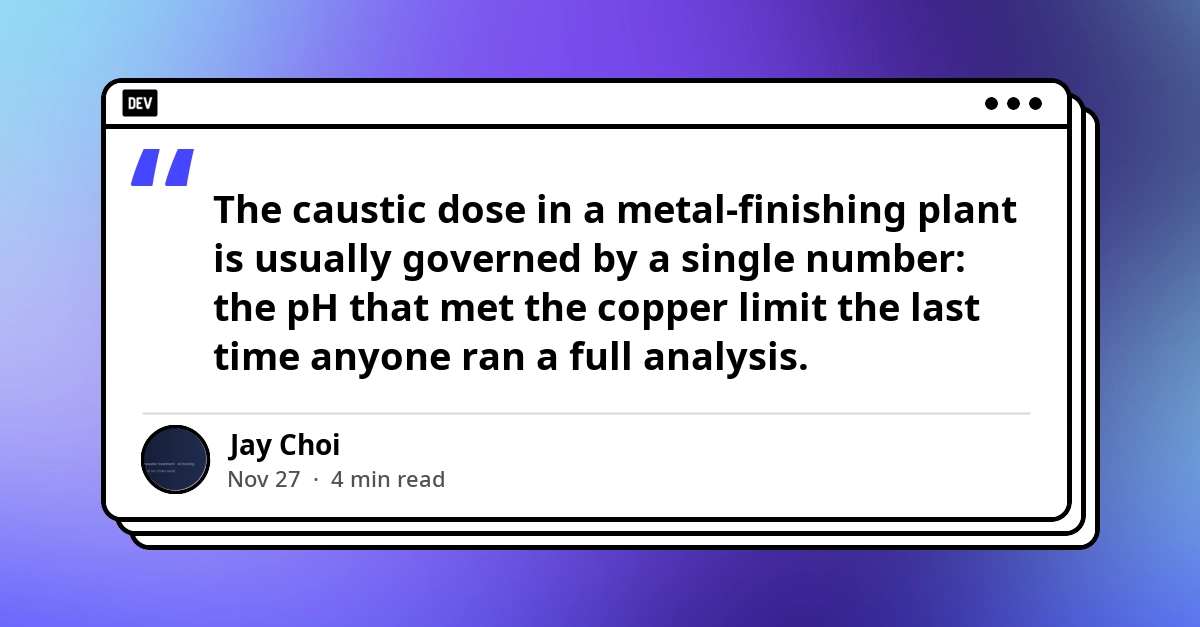 DEV
“
The caustic dose in a metal-finishing plant
is usually governed by a single number:
the pH that met the copper limit the last
time anyone ran a full analysis.
Jay Choi
Nov 27 · 4 min read